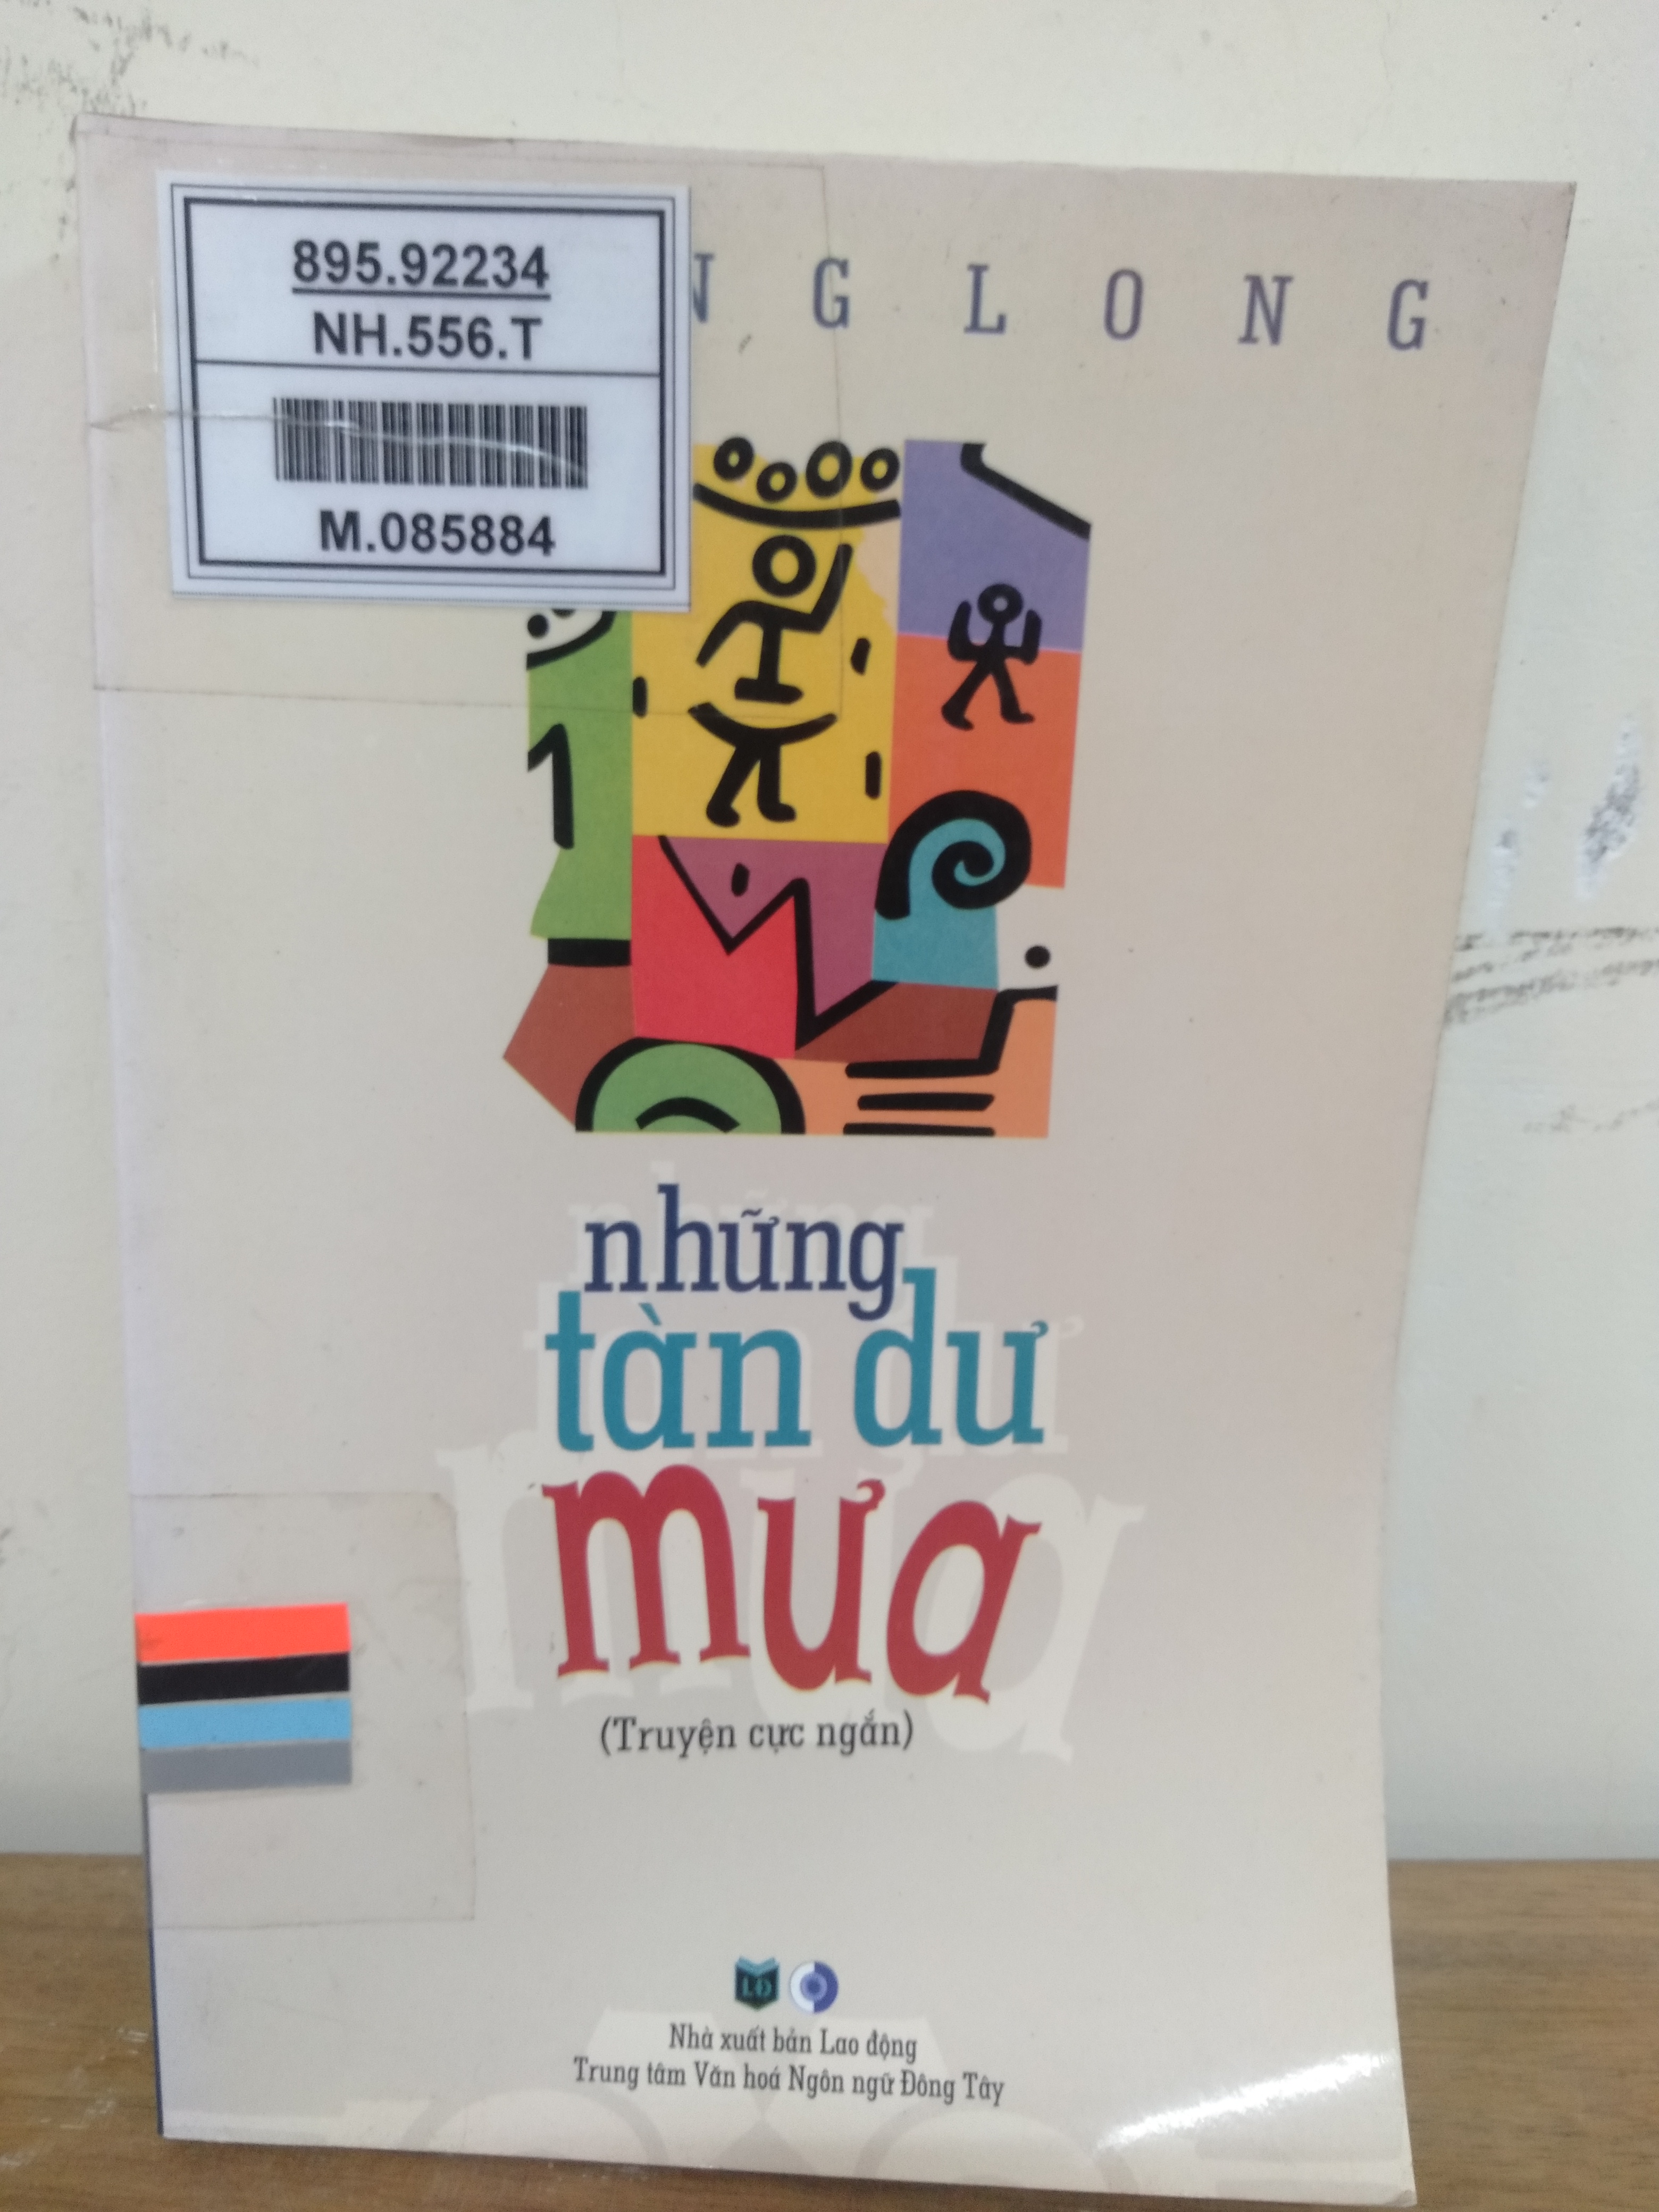 895.92234
NH.556.T
M.085884
NG LONG
những
tàn dư
mưa
(Truyện cực ngắn)
LĐ
Nhà xuất bản Lao động
Trung tâm Văn hoá Ngôn ngữ Đông Tây